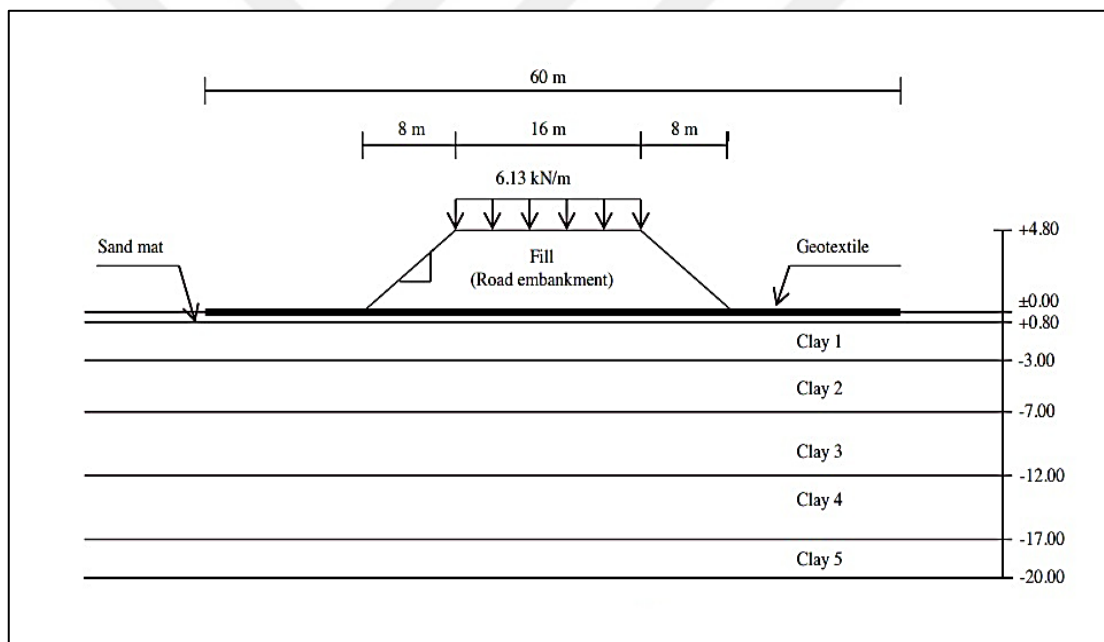 60 m
8 m
16 m
8 m
6.13 kN/m
+4.80
Sand mat
Fill
(Road embankment)
Geotextile
±0.00
+0.80
Clay 1
-3.00
Clay 2
-7.00
Clay 3
-12.00
Clay 4
-17.00
Clay 5
-20.00